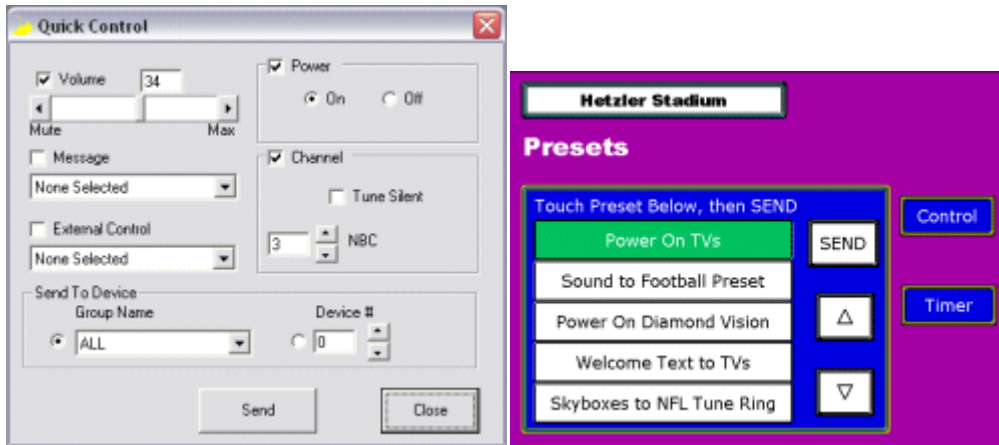 Quick Control
Volume 34
Mute Max
Message
None Selected
External Control
None Selected
Power
On Off
Channel
Tune Silent
3 NBC
Send To Device
Group Name Device #
ALL 0
Send Close
Hetzler Stadium
Presets
Touch Preset Below, then SEND
Power On TVs
Sound to Football Preset
Power On Diamond Vision
Welcome Text to TVs
Skyboxes to NFL Tune Ring
SEND
Control
Timer